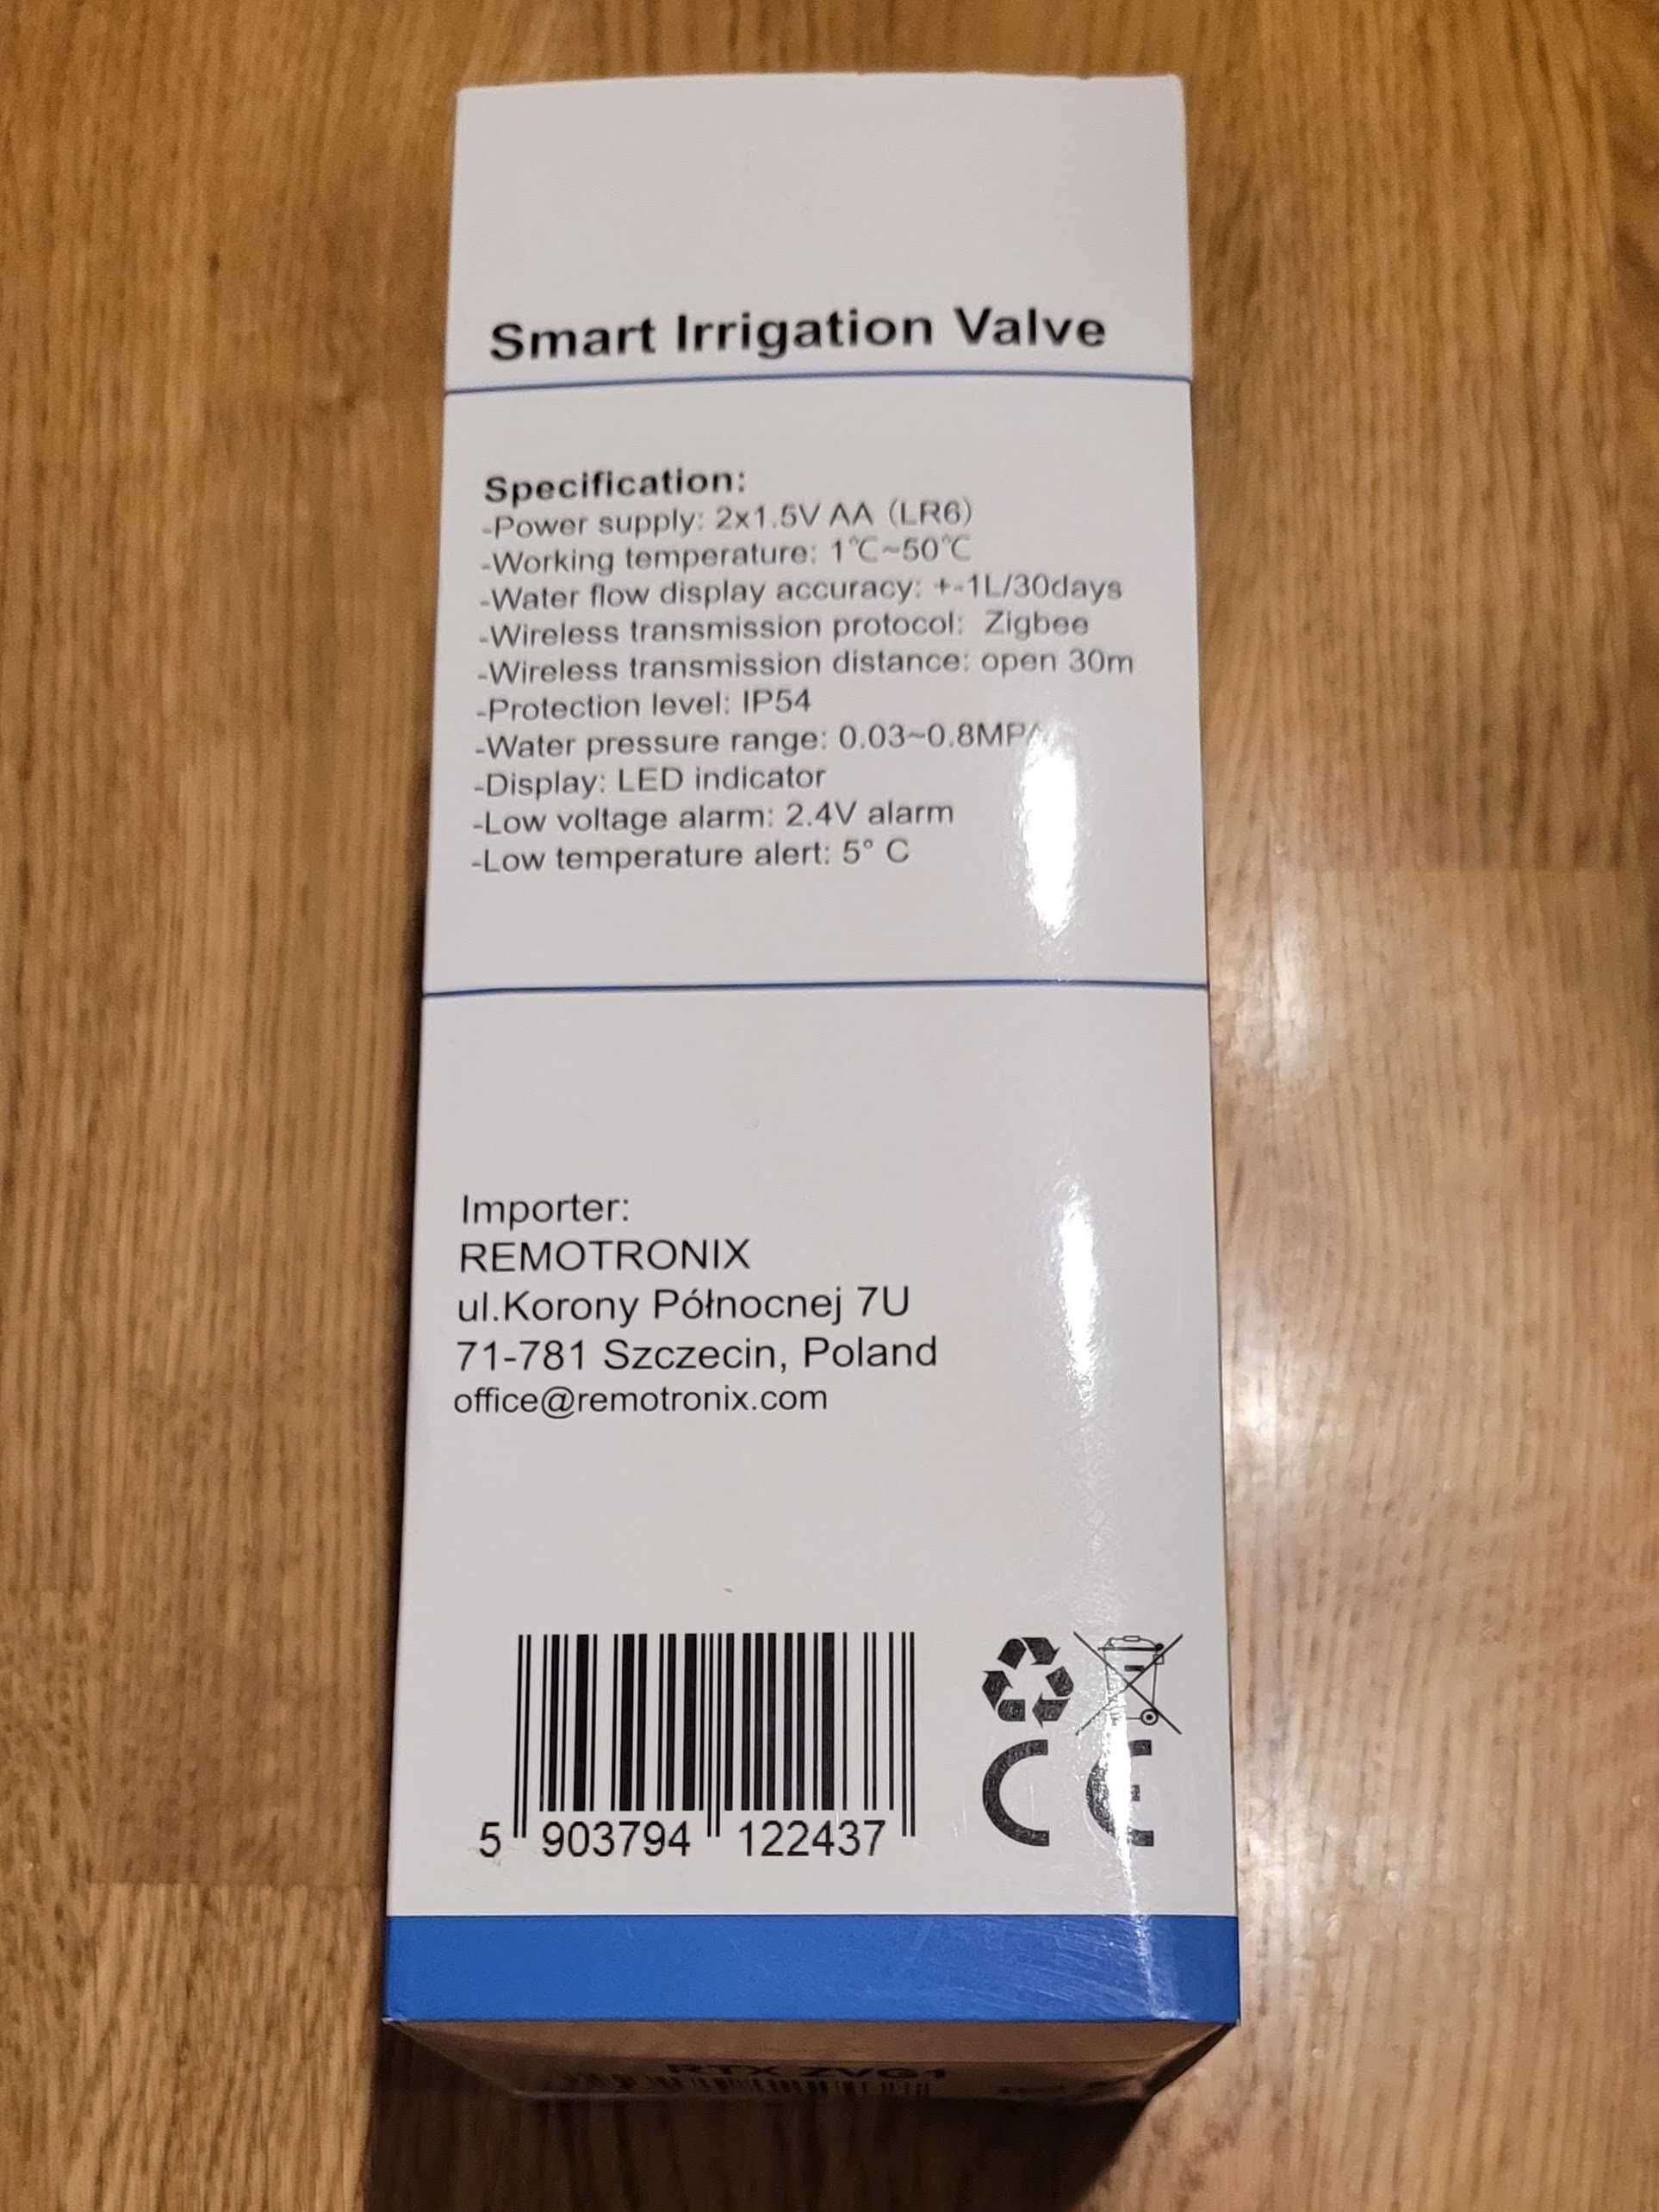 Smart Irrigation Valve
Specification:
-Power supply: 2x1.5V AA (LR6)
-Working temperature: 1℃~50℃
-Water flow display accuracy: +-1L/30days
-Wireless transmission protocol: Zigbee
-Wireless transmission distance: open 30m
-Protection level: IP54
-Water pressure range: 0.03~0.8MPA
-Display: LED indicator
-Low voltage alarm: 2.4V alarm
-Low temperature alert: 5° C
Importer:
REMOTRONIX
ul.Korony Północnej 7U
71-781 Szczecin, Poland
office@remotronix.com
5 903794 122437
CE
RTX ZVG1